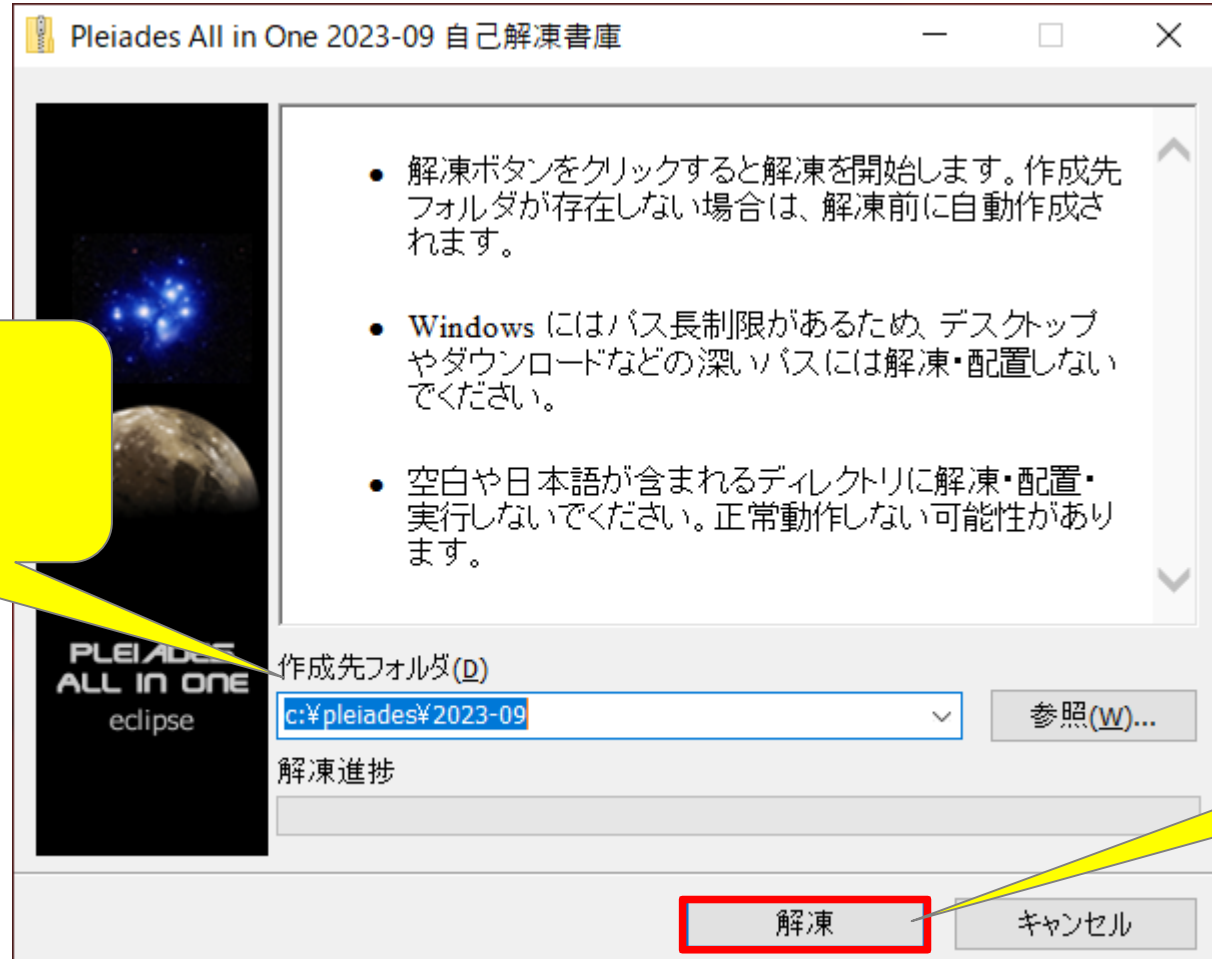 Pleiades All in One 2023-09 自己解凍書庫
• 解凍ボタンをクリックすると解凍を開始します。作成先
フォルダが存在しない場合は、解凍前に自動作成さ
れます。
• Windows にはパス長制限があるため、デスクトップ
やダウンロードなどの深いパスには解凍・配置しない
でください。
• 空白や日本語が含まれるディレクトリに解凍・配置・
実行しないでください。正常動作しない可能性があり
ます。
PLEIADES
ALL IN ONE
eclipse
作成先フォルダ(D)
c:¥pleiades¥2023-09
参照(W)...
解凍進捗
解凍
キャンセル